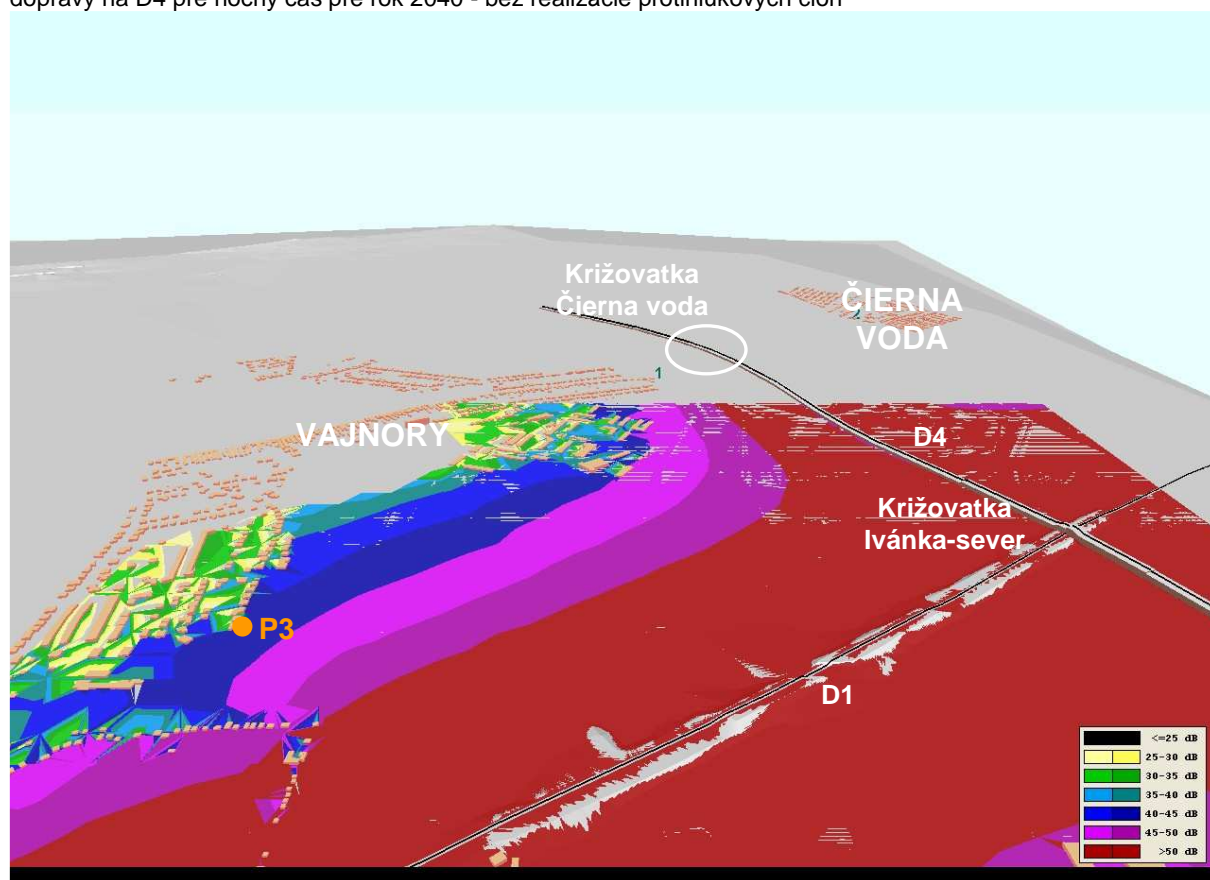 dopravy na D4 pre nočný čas pre rok 2040 - bez realizácie protihlukových clôn
Križovatka
Čierna voda
ČIERNA
VODA
2
1
VAJNORY
D4
Križovatka
Ivánka-sever
P3
D1
<=25 dB
25-30 dB
30-35 dB
35-40 dB
40-45 dB
45-50 dB
>50 dB